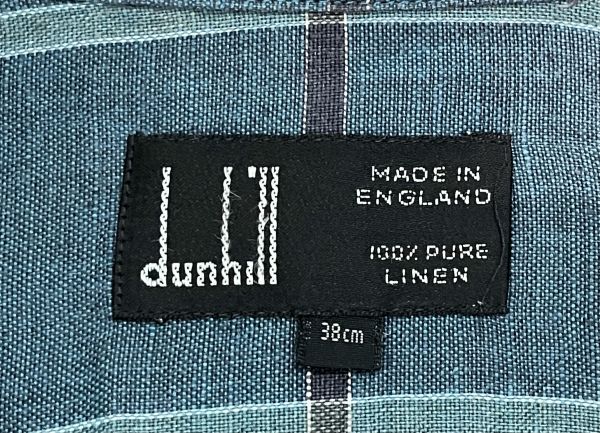 dunhill
MADE IN
ENGLAND
100% PURE
LINEN
38cm